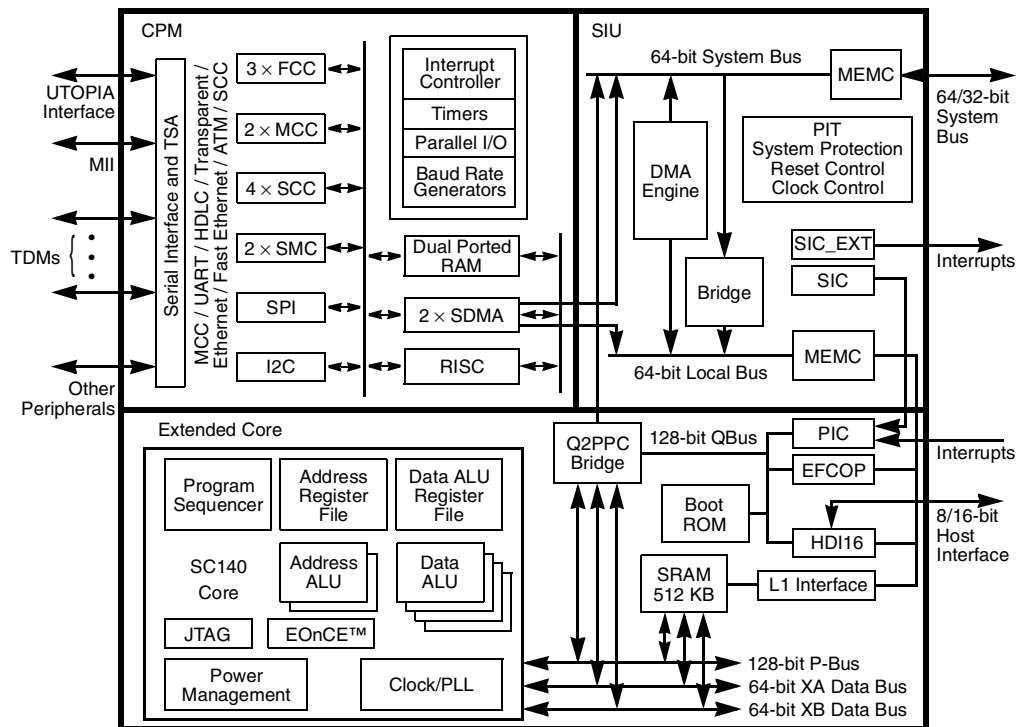 CPM
SIU
UTOPIA
Interface
MII
TDMs
Other
Peripherals
Serial Interface and TSA
MCC / UART / HDLC / Transparent /
Ethernet / Fast Ethernet / ATM / SCC
3 × FCC
2 × MCC
4 × SCC
2 × SMC
SPI
I2C
Interrupt
Controller
Timers
Parallel I/O
Baud Rate
Generators
Dual Ported
RAM
2 × SDMA
RISC
64-bit System Bus
MEMC
64/32-bit
System
Bus
DMA
Engine
PIT
System Protection
Reset Control
Clock Control
SIC_EXT
Interrupts
SIC
Bridge
64-bit Local Bus
MEMC
Extended Core
Program
Sequencer
Address
Register
File
Data ALU
Register
File
SC140
Core
Address
ALU
Data
ALU
JTAG
EOnCE™
Power
Management
Clock/PLL
Q2PPC
Bridge
128-bit QBus
PIC
Interrupts
EFCOP
Boot
ROM
HDI16
8/16-bit
Host
Interface
SRAM
512 KB
L1 Interface
128-bit P-Bus
64-bit XA Data Bus
64-bit XB Data Bus